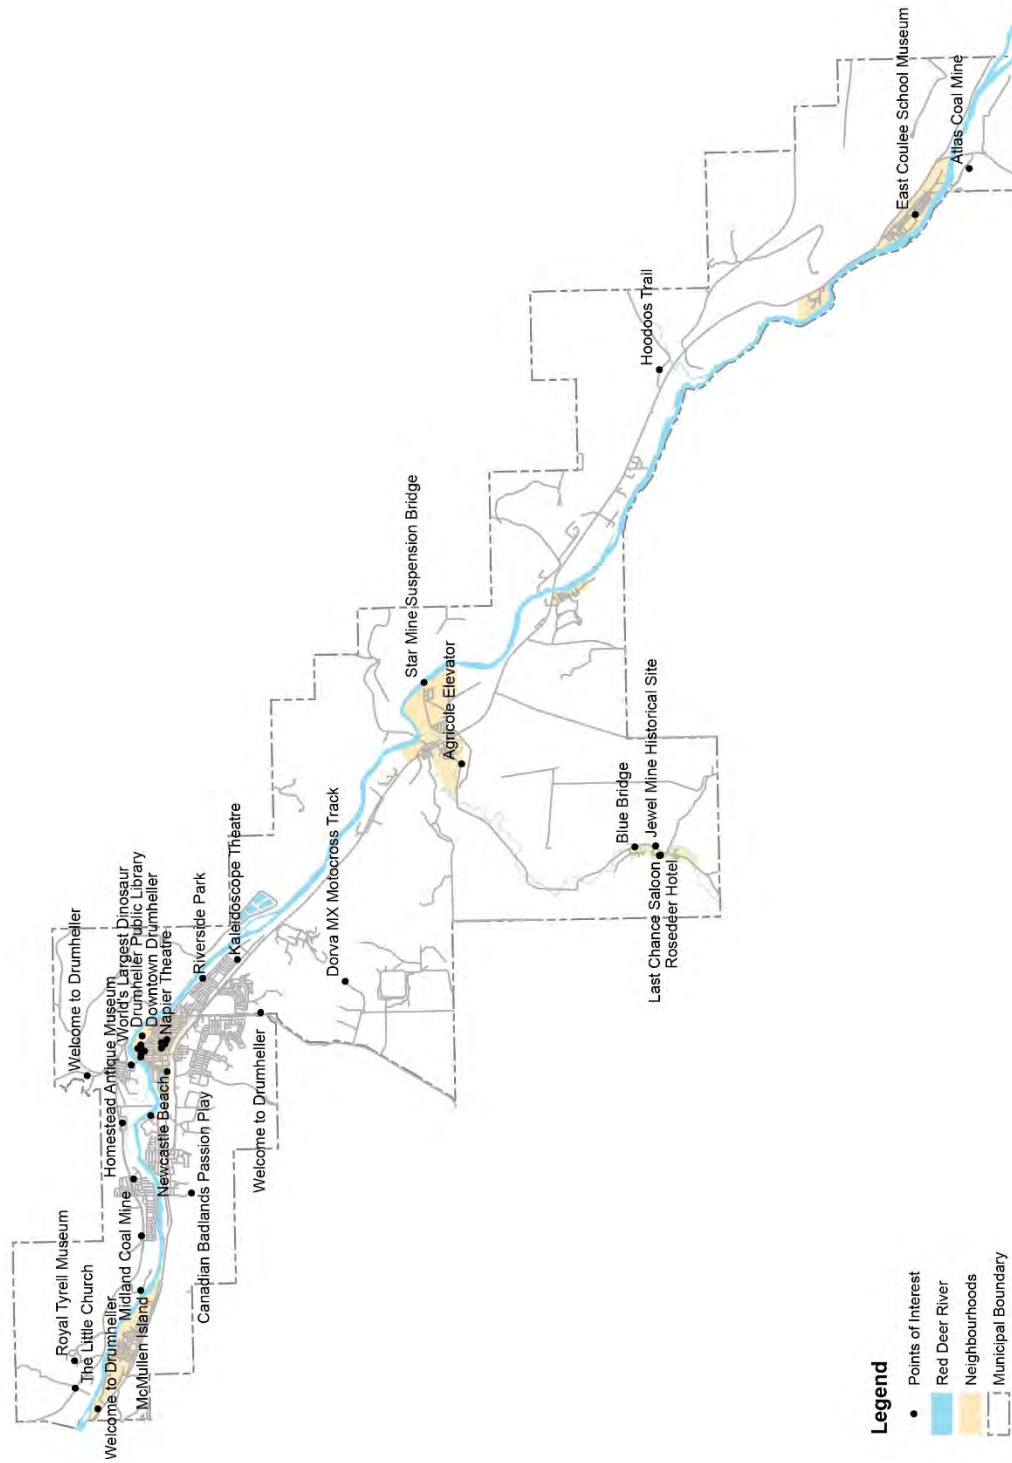 Royal Tyrell Museum
The Little Church
Welcome to Drumheller
McMullen Island
Midland Coal Mine
Homestead Antique Museum
Newcastle Beach
Canadian Badlands Passion Play
Welcome to Drumheller
World's Largest Dinosaur
Drumheller Public Library
Downtown Drumheller
Napier Theatre
Welcome to Drumheller
Riverside Park
Kaleidoscope Theatre
Dorva MX Motocross Track
Star Mine Suspension Bridge
Agricole Elevator
Blue Bridge
Jewel Mine Historical Site
Last Chance Saloon
Rosedeer Hotel
Hoodoos Trail
East Coulee School Museum
Atlas Coal Mine
Legend
Points of Interest
Red Deer River
Neighbourhoods
Municipal Boundary